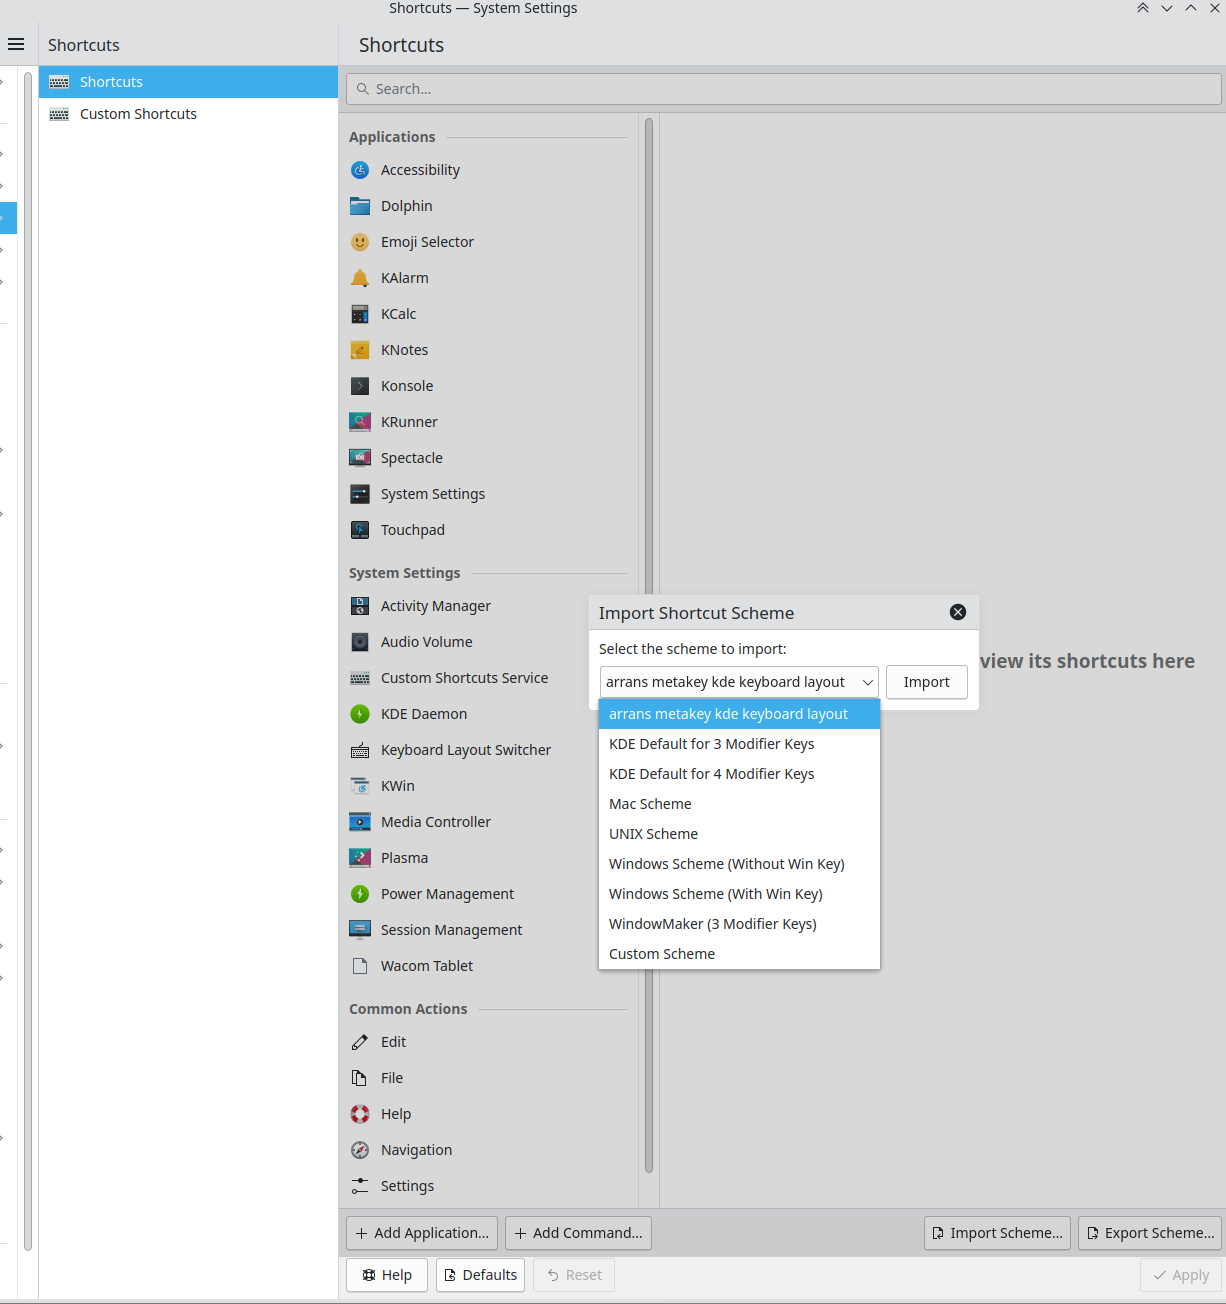 Shortcuts — System Settings
Shortcuts
Shortcuts
Custom Shortcuts
Shortcuts
Search...
Applications
Accessibility
Dolphin
Emoji Selector
KAlarm
KCalc
KNotes
Konsole
KRunner
Spectacle
System Settings
Touchpad
System Settings
Activity Manager
Audio Volume
Custom Shortcuts Service
KDE Daemon
Keyboard Layout Switcher
KWin
Media Controller
Plasma
Power Management
Session Management
Wacom Tablet
Common Actions
Edit
File
Help
Navigation
Settings
view its shortcuts here
Import Shortcut Scheme
Select the scheme to import:
arrans metakey kde keyboard layout
Import
arrans metakey kde keyboard layout
KDE Default for 3 Modifier Keys
KDE Default for 4 Modifier Keys
Mac Scheme
UNIX Scheme
Windows Scheme (Without Win Key)
Windows Scheme (With Win Key)
WindowMaker (3 Modifier Keys)
Custom Scheme
Add Application... Add Command... Import Scheme... Export Scheme...
Help Defaults Reset Apply